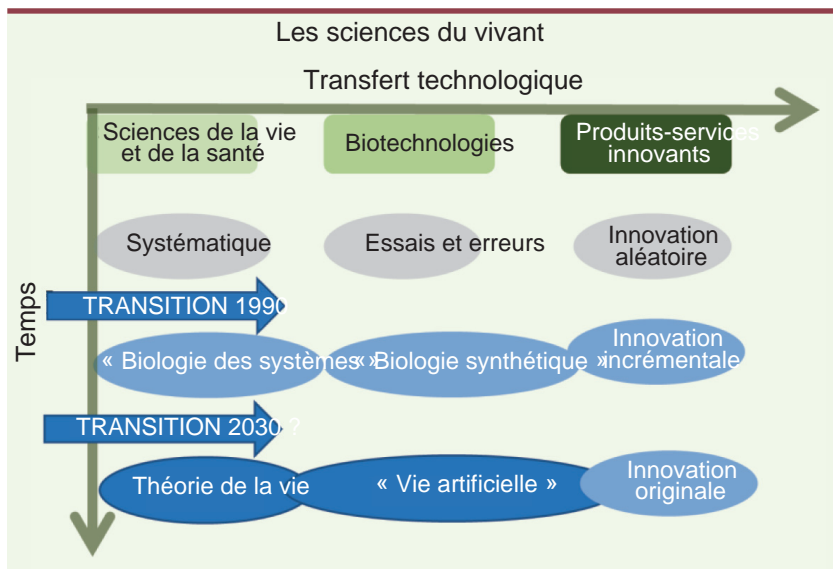 Les sciences du vivant
Transfert technologique
Sciences de la vie
et de la santé
Biotechnologies
Produits-services
innovants
Temps
Systématique
Essais et erreurs
Innovation
aléatoire
TRANSITION 1990
« Biologie des systèmes »
« Biologie synthétique »
Innovation
incrémentale
TRANSITION 2030 ?
Théorie de la vie
« Vie artificielle »
Innovation
originale